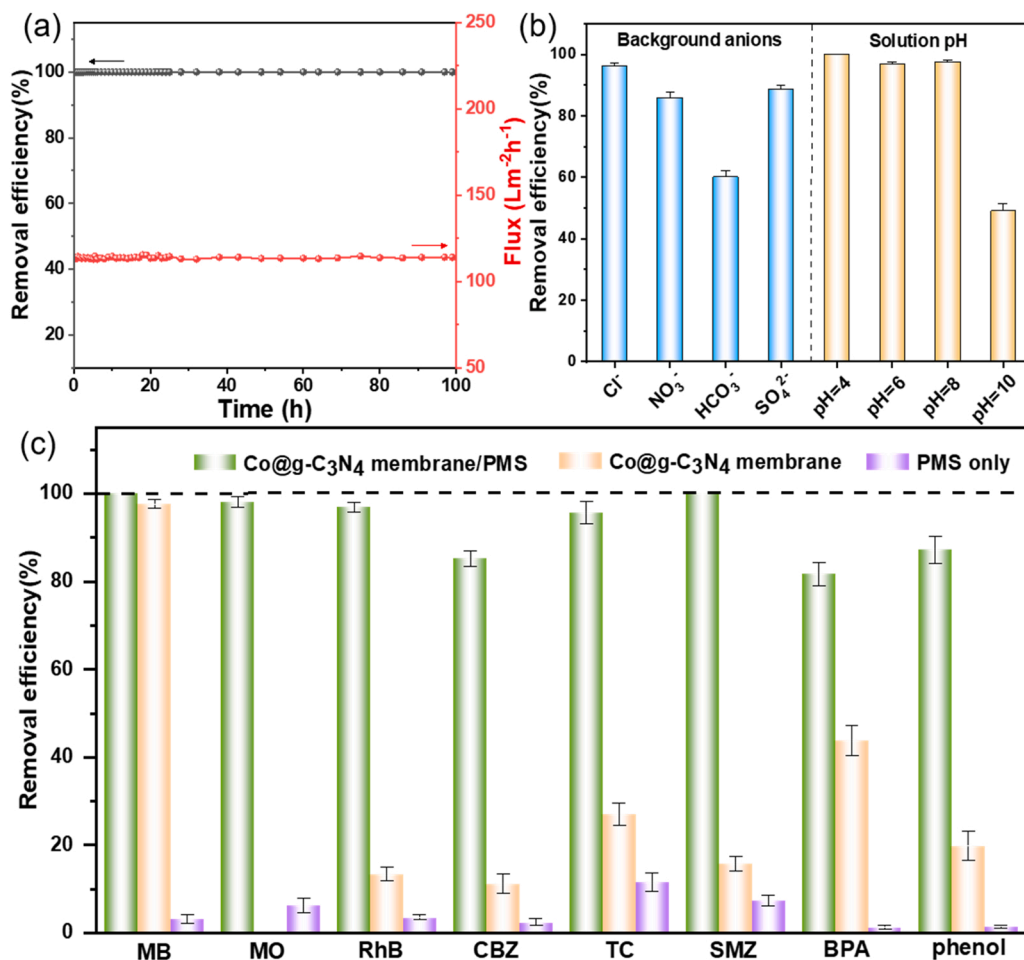 (a)
Removal efficiency(%)
100
80
60
40
20
0 20 40 60 80 100
Time (h)
250
200
150
100
50
Flux (Lm⁻²h⁻¹)
(b)
Background anions Solution pH
Removal efficiency(%)
100
80
60
40
20
0
Cl⁻ NO₃⁻ HCO₃⁻ SO₄²⁻ pH=4 pH=6 pH=8 pH=10
(c)
Co@g-C₃N₄ membrane/PMS Co@g-C₃N₄ membrane PMS only
Removal efficiency(%)
100
80
60
40
20
0
MB MO RhB CBZ TC SMZ BPA phenol